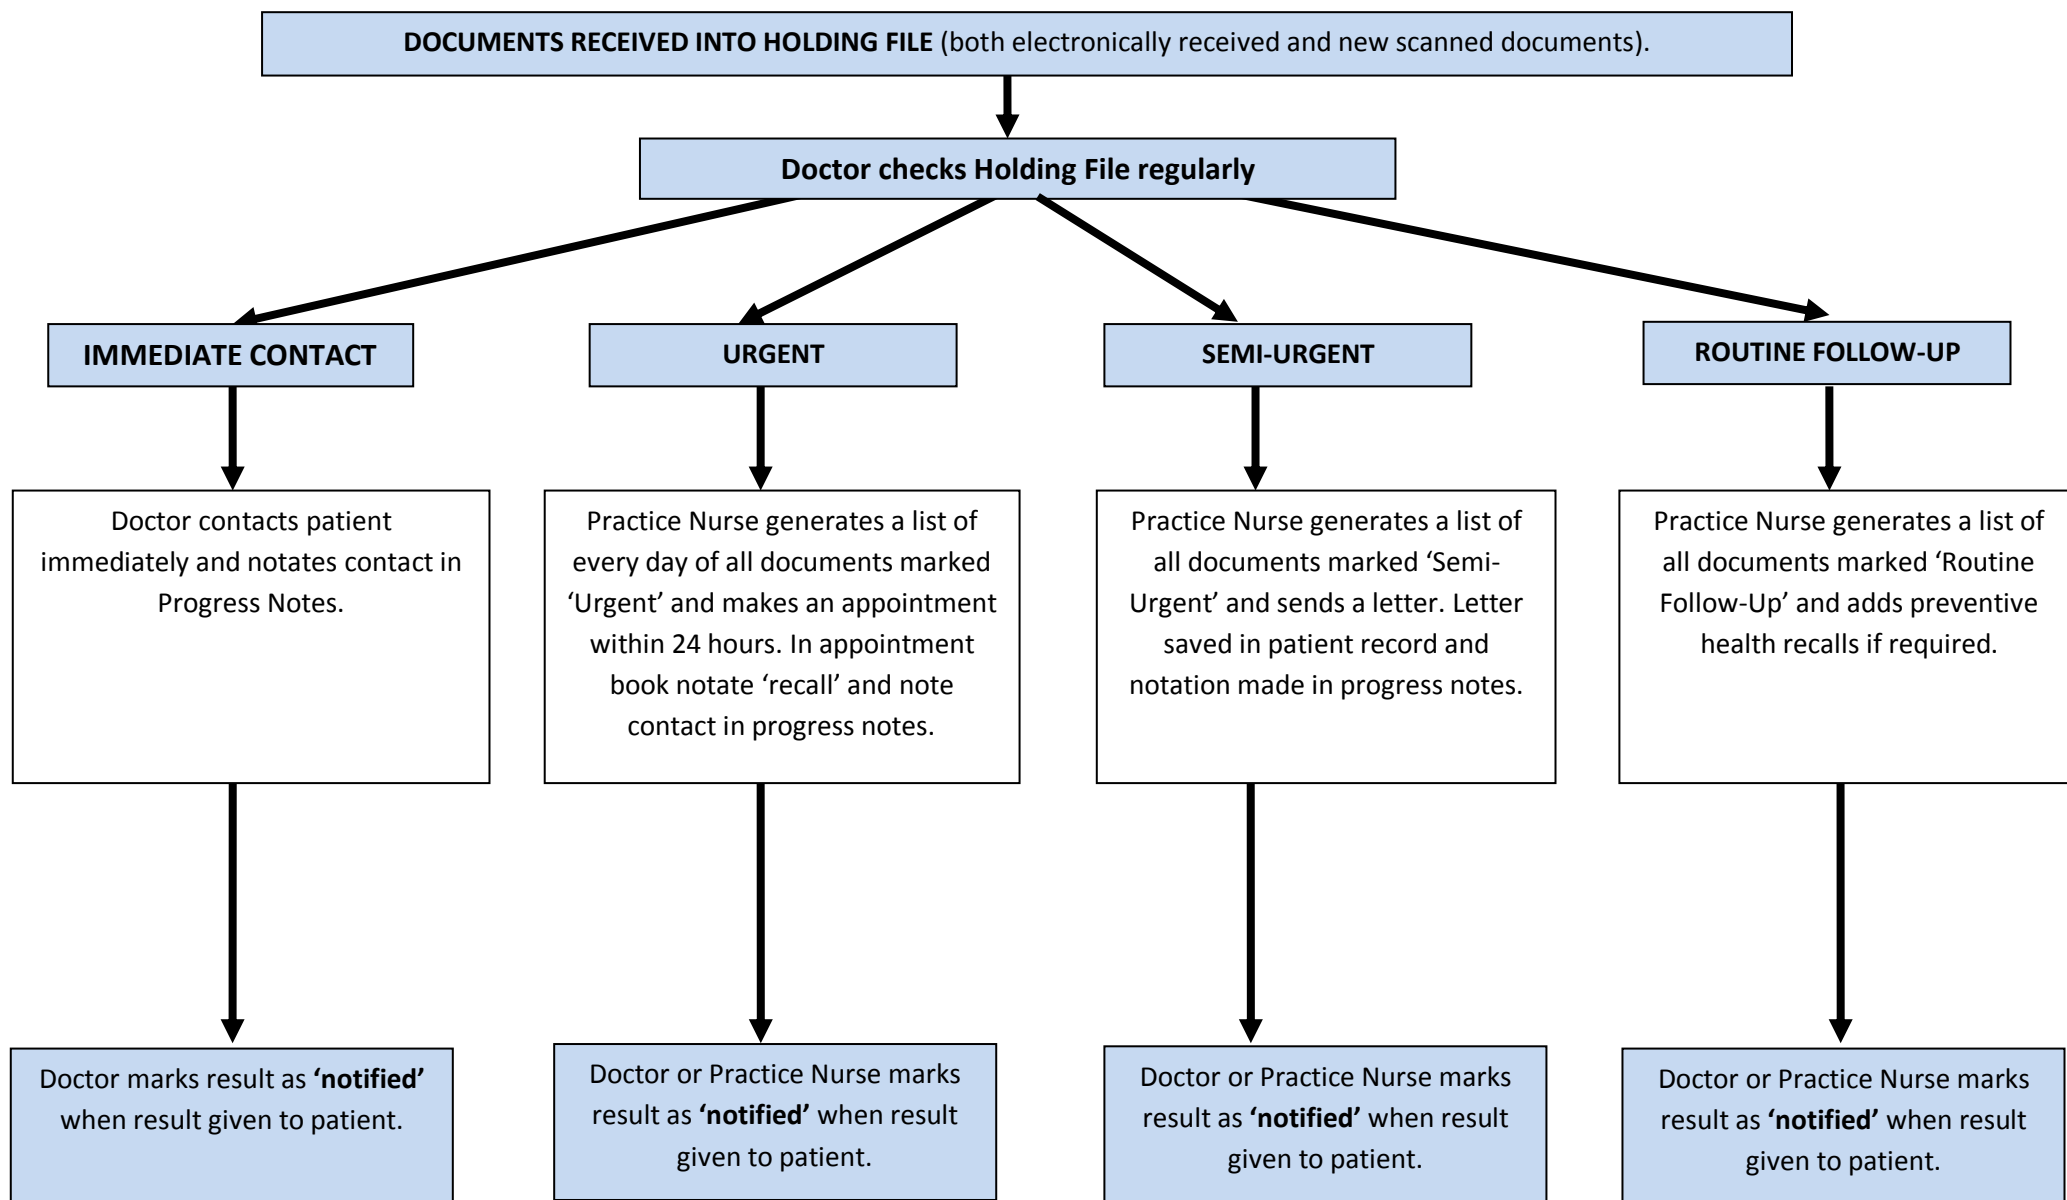 DOCUMENTS RECEIVED INTO HOLDING FILE (both electronically received and new scanned documents).
Doctor checks Holding File regularly
IMMEDIATE CONTACT
URGENT
SEMI-URGENT
ROUTINE FOLLOW-UP
Doctor contacts patient
immediately and notates contact in
Progress Notes.
Practice Nurse generates a list of
every day of all documents marked
‘Urgent’ and makes an appointment
within 24 hours. In appointment
book notate ‘recall’ and note
contact in progress notes.
Practice Nurse generates a list of
all documents marked ‘Semi-
Urgent’ and sends a letter. Letter
saved in patient record and
notation made in progress notes.
Practice Nurse generates a list of
all documents marked ‘Routine
Follow-Up’ and adds preventive
health recalls if required.
Doctor marks result as ‘notified’
when result given to patient.
Doctor or Practice Nurse marks
result as ‘notified’ when result
given to patient.
Doctor or Practice Nurse marks
result as ‘notified’ when result
given to patient.
Doctor or Practice Nurse marks
result as ‘notified’ when result
given to patient.